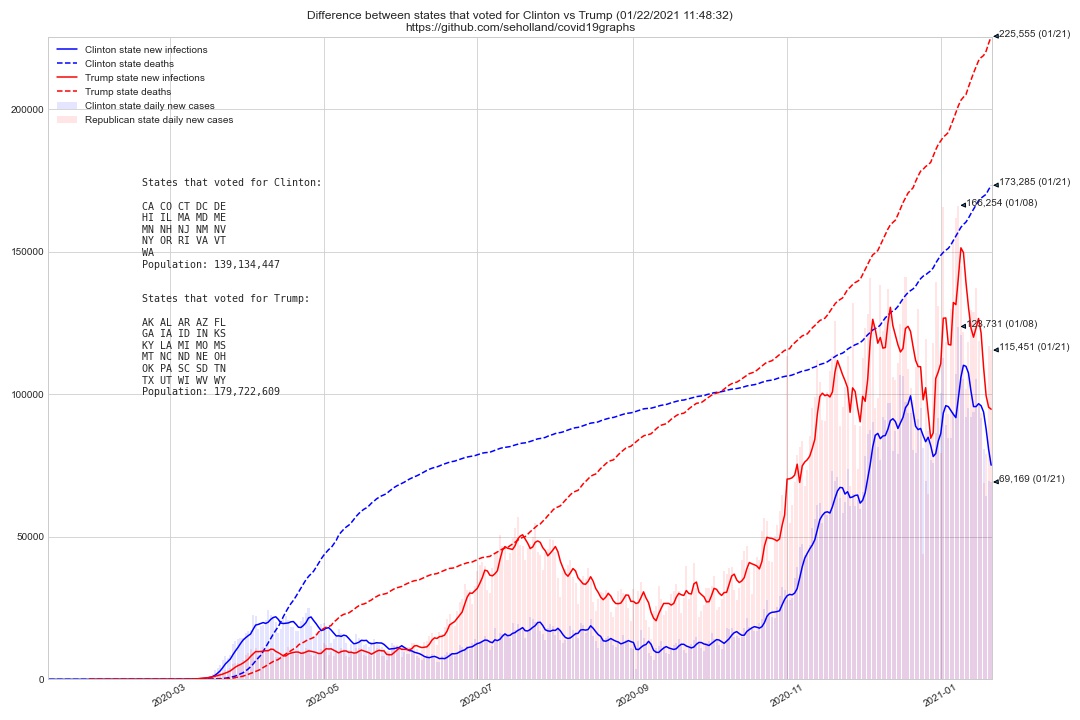 Difference between states that voted for Clinton vs Trump (01/22/2021 11:48:32)
https://github.com/seholland/covid19graphs
Clinton state new infections
Clinton state deaths
Trump state new infections
Trump state deaths
Clinton state daily new cases
Republican state daily new cases
States that voted for Clinton:
CA CO CT DC DE
HI IL MA MD ME
MN NH NJ NM NV
NY OR RI VA VT
WA
Population: 139,134,447
States that voted for Trump:
AK AL AR AZ FL
GA IA ID IN KS
KY LA MI MO MS
MT NC ND NE OH
OK PA SC SD TN
TX UT WI WV WY
Population: 179,722,609
225,555 (01/21)
173,285 (01/21)
166,254 (01/08)
123,731 (01/08)
115,451 (01/21)
69,169 (01/21)
200000
150000
100000
50000
0
2020-03
2020-05
2020-07
2020-09
2020-11
2021-01